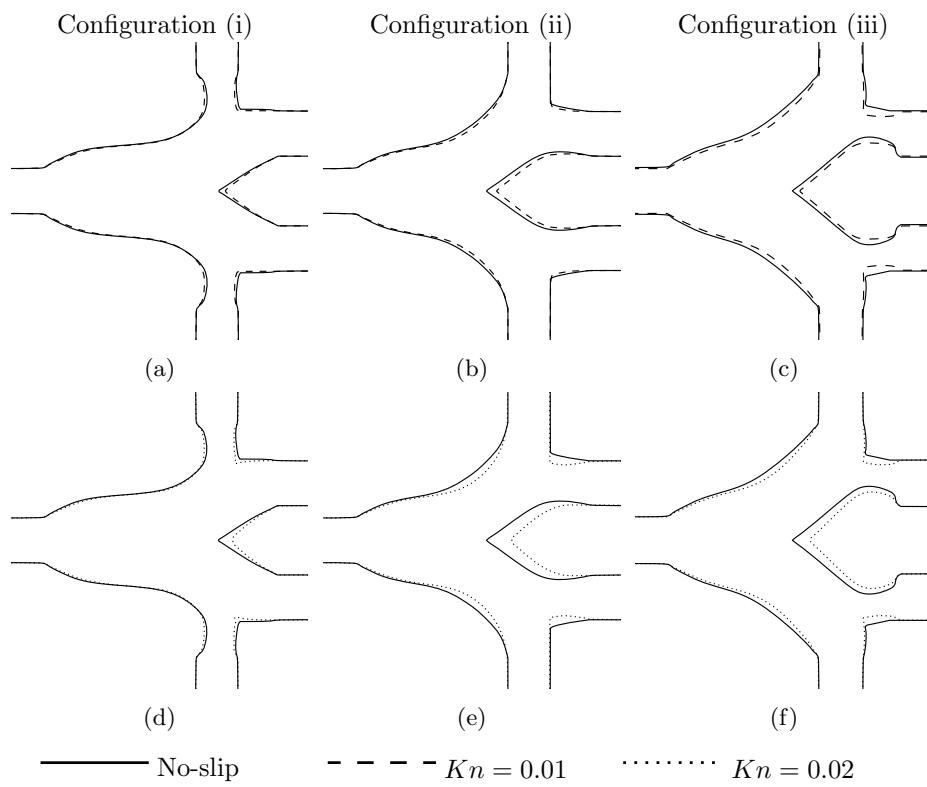 Configuration (i)
Configuration (ii)
Configuration (iii)
(a)
(b)
(c)
(d)
(e)
(f)
No-slip
Kn = 0.01
Kn = 0.02